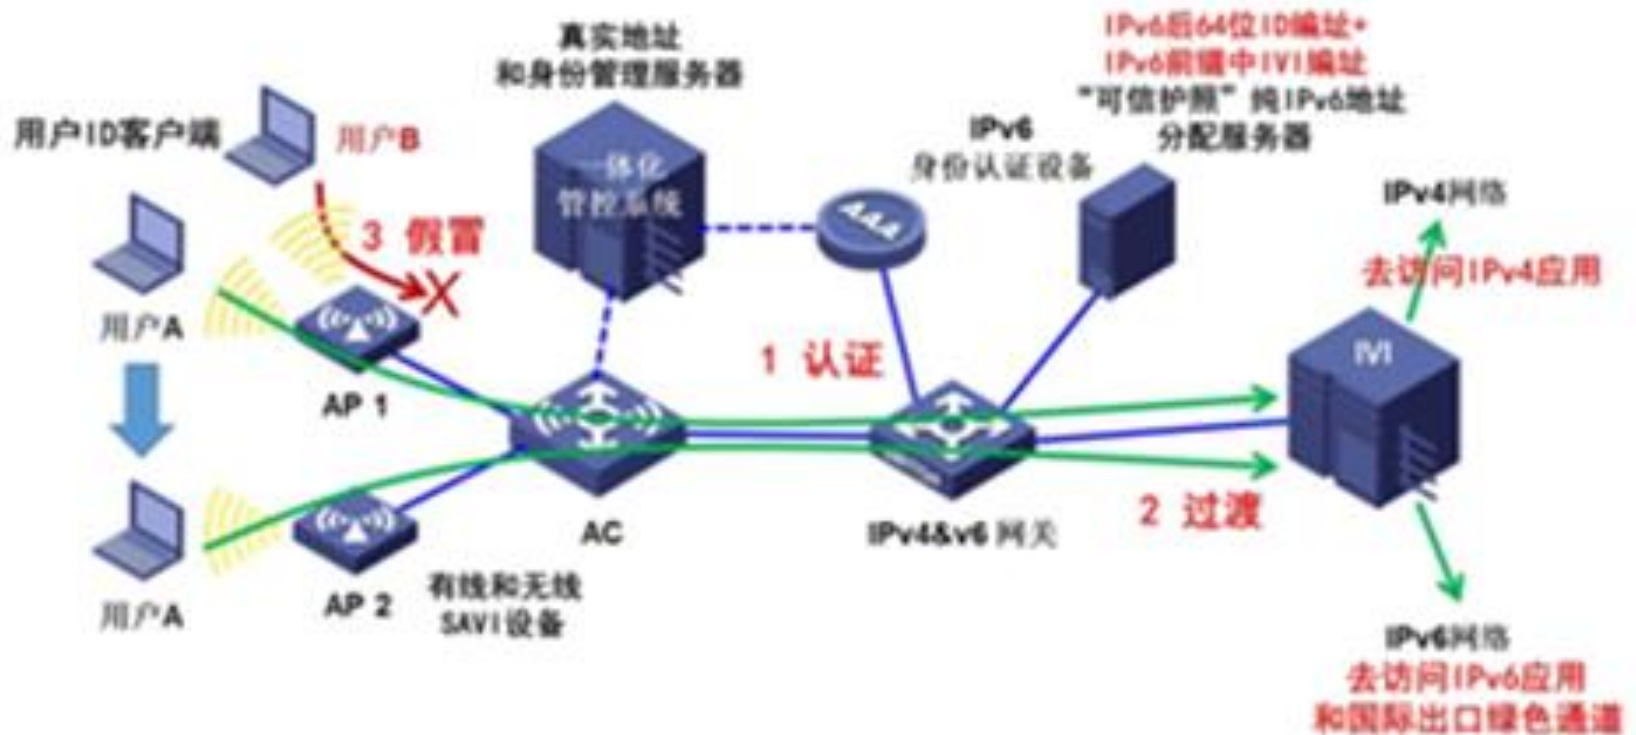 真实地址
和身份管理服务器
IPv6后64位ID编址+
IPv6前缀中IVI编址
“可信护照”纯IPv6地址
分配服务器
用户ID客户端
用户B
一体化
管控系统
IPv6
身份认证设备
AAA
IPv4网络
去访问IPv4应用
3 假冒
用户A
AP 1
1 认证
IVI
AC
IPv4&v6 网关
2 过渡
用户A
AP 2
有线和无线
SAVI设备
IPv6网络
去访问IPv6应用
和国际出口绿色通道